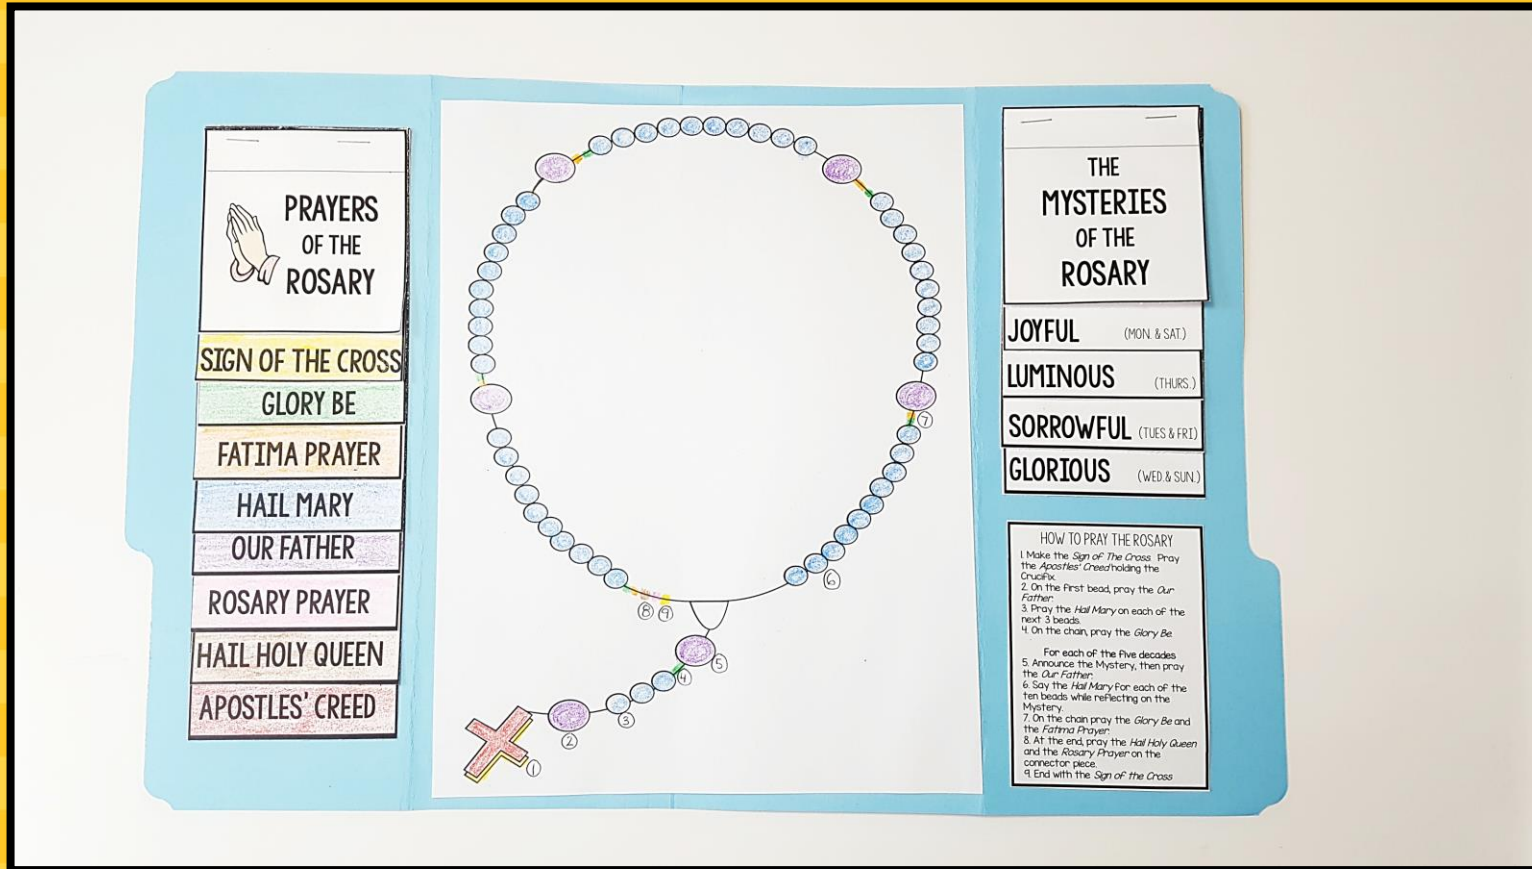 PRAYERS
OF THE
ROSARY
SIGN OF THE CROSS
GLORY BE
FATIMA PRAYER
HAIL MARY
OUR FATHER
ROSARY PRAYER
HAIL HOLY QUEEN
APOSTLES' CREED
1
2
3
4
5
6
7
8 9
THE
MYSTERIES
OF THE
ROSARY
JOYFUL (MON. & SAT.)
LUMINOUS (THURS.)
SORROWFUL (TUES & FRI)
GLORIOUS (WED. & SUN.)
HOW TO PRAY THE ROSARY
1. Make the Sign of The Cross. Pray
the Apostles' Creed holding the
Crucifix.
2. On the first bead, pray the Our
Father.
3. Pray the Hail Mary on each of the
next 3 beads.
4. On the chain, pray the Glory Be.
For each of the five decades
5. Announce the Mystery, then pray
the Our Father.
6. Say the Hail Mary for each of the
ten beads while reflecting on the
Mystery.
7. On the chain pray the Glory Be and
the Fatima Prayer.
8. At the end, pray the Hail Holy Queen
and the Rosary Prayer on the
connector piece.
9. End with the Sign of the Cross